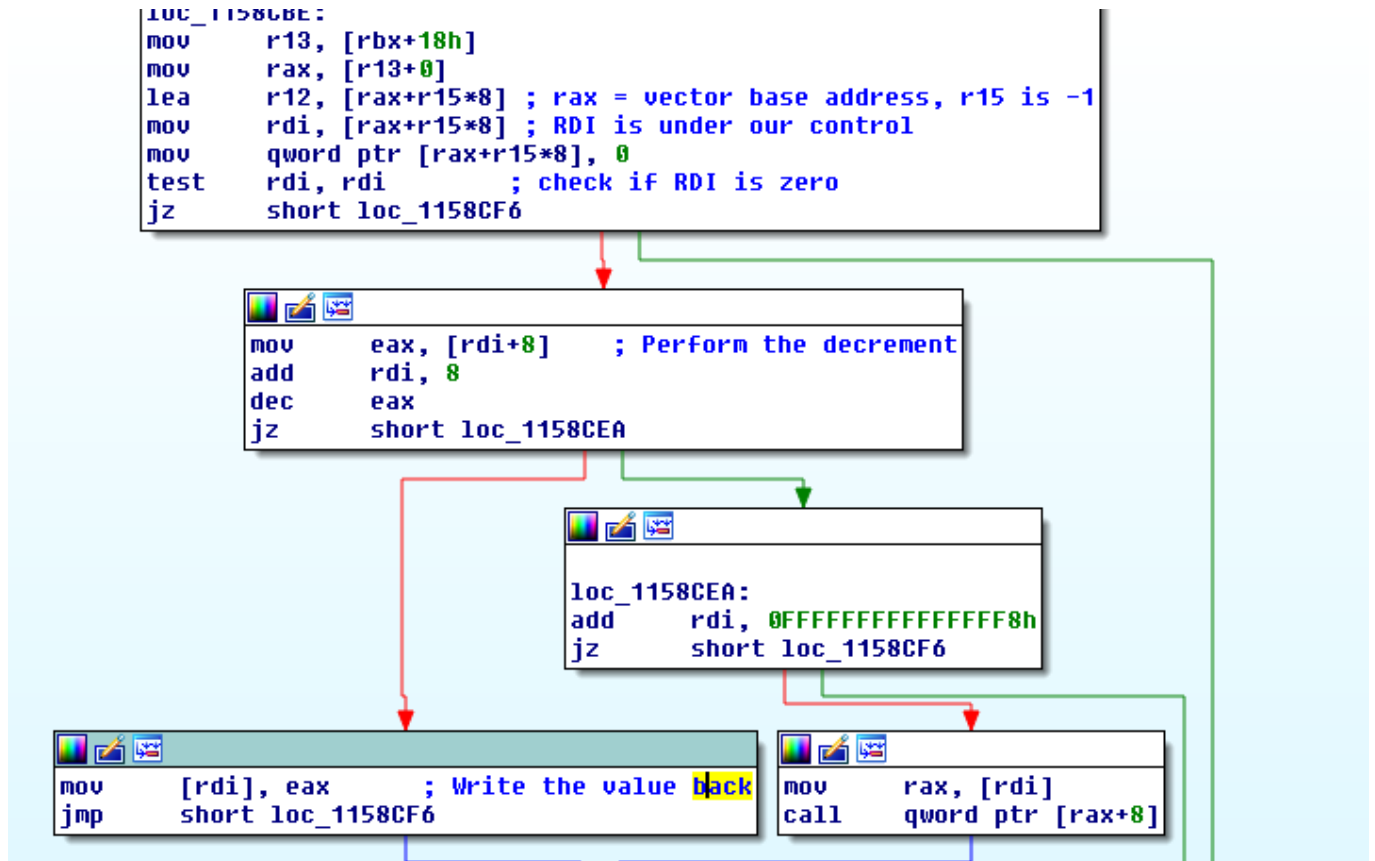 loc_1158CBE:
mov r13, [rbx+18h]
mov rax, [r13+0]
lea r12, [rax+r15*8] ; rax = vector base address, r15 is -1
mov rdi, [rax+r15*8] ; RDI is under our control
mov qword ptr [rax+r15*8], 0
test rdi, rdi ; check if RDI is zero
jz short loc_1158CF6
mov eax, [rdi+8] ; Perform the decrement
add rdi, 8
dec eax
jz short loc_1158CEA
loc_1158CEA:
add rdi, 0FFFFFFFFFFFFFFF8h
jz short loc_1158CF6
mov [rdi], eax ; Write the value back
jmp short loc_1158CF6
mov rax, [rdi]
call qword ptr [rax+8]